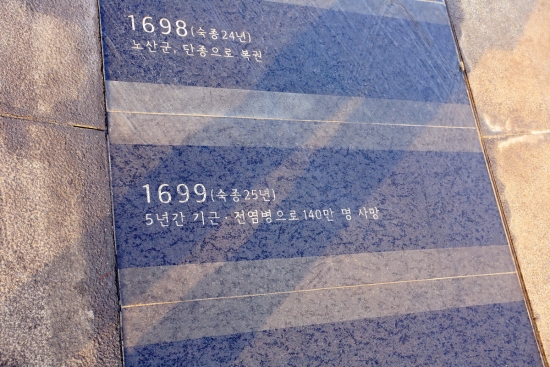 1698(숙종24년)
노산군, 단종으로 복권
1699(숙종25년)
5년간 기근·전염병으로 140만 명 사망